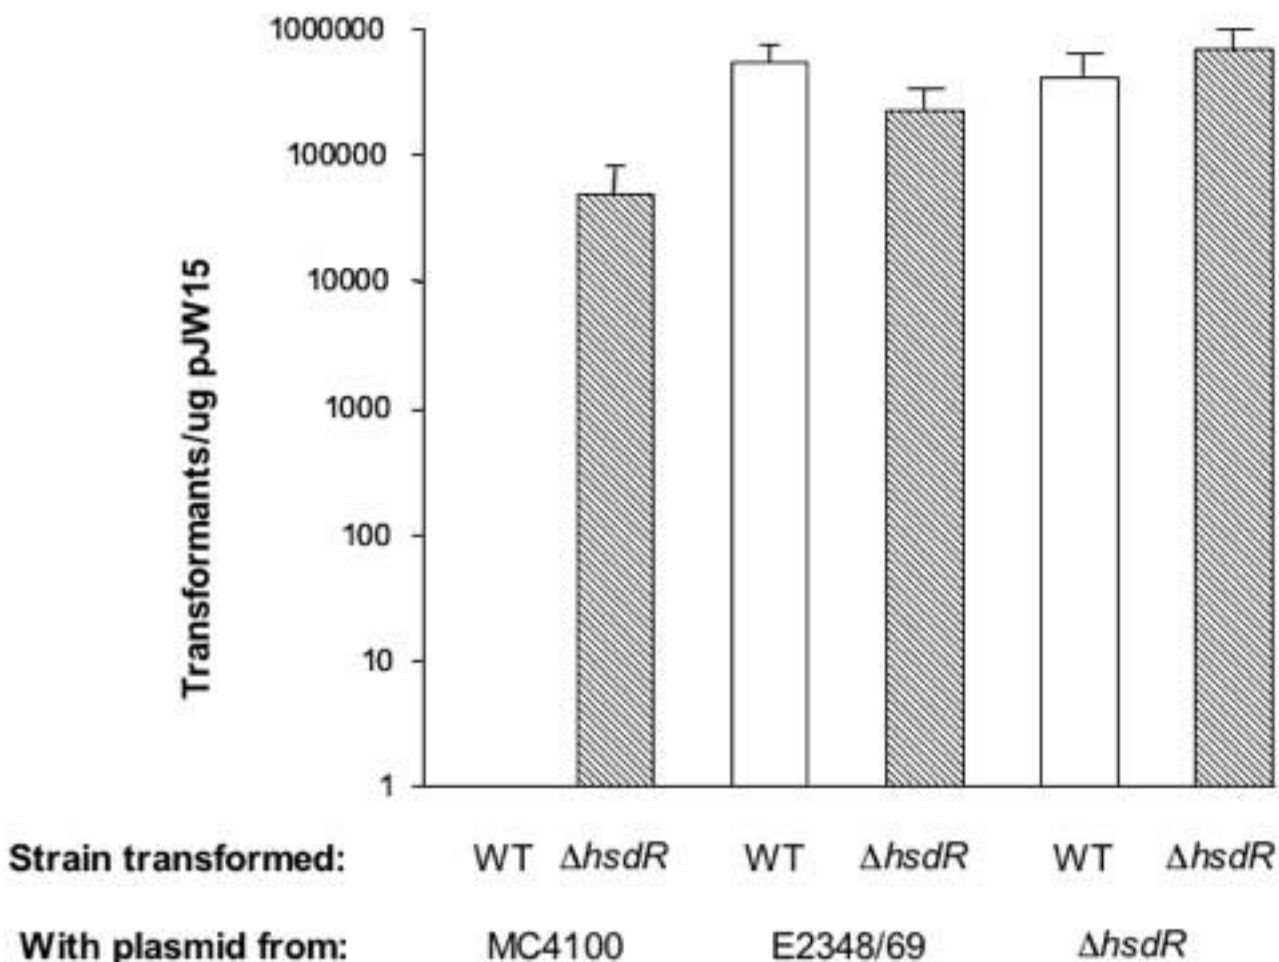 1000000
100000
10000
1000
100
10
1
Transformants/ug pJW15
Strain transformed: WT ΔhsdR WT ΔhsdR WT ΔhsdR
With plasmid from: MC4100 E2348/69 ΔhsdR